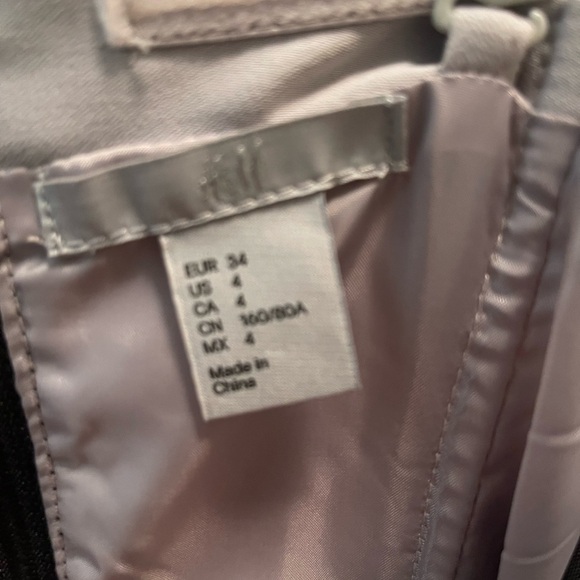 EUR 34
US 4
CA 4
CN 160/80A
MX 4
Made in
China